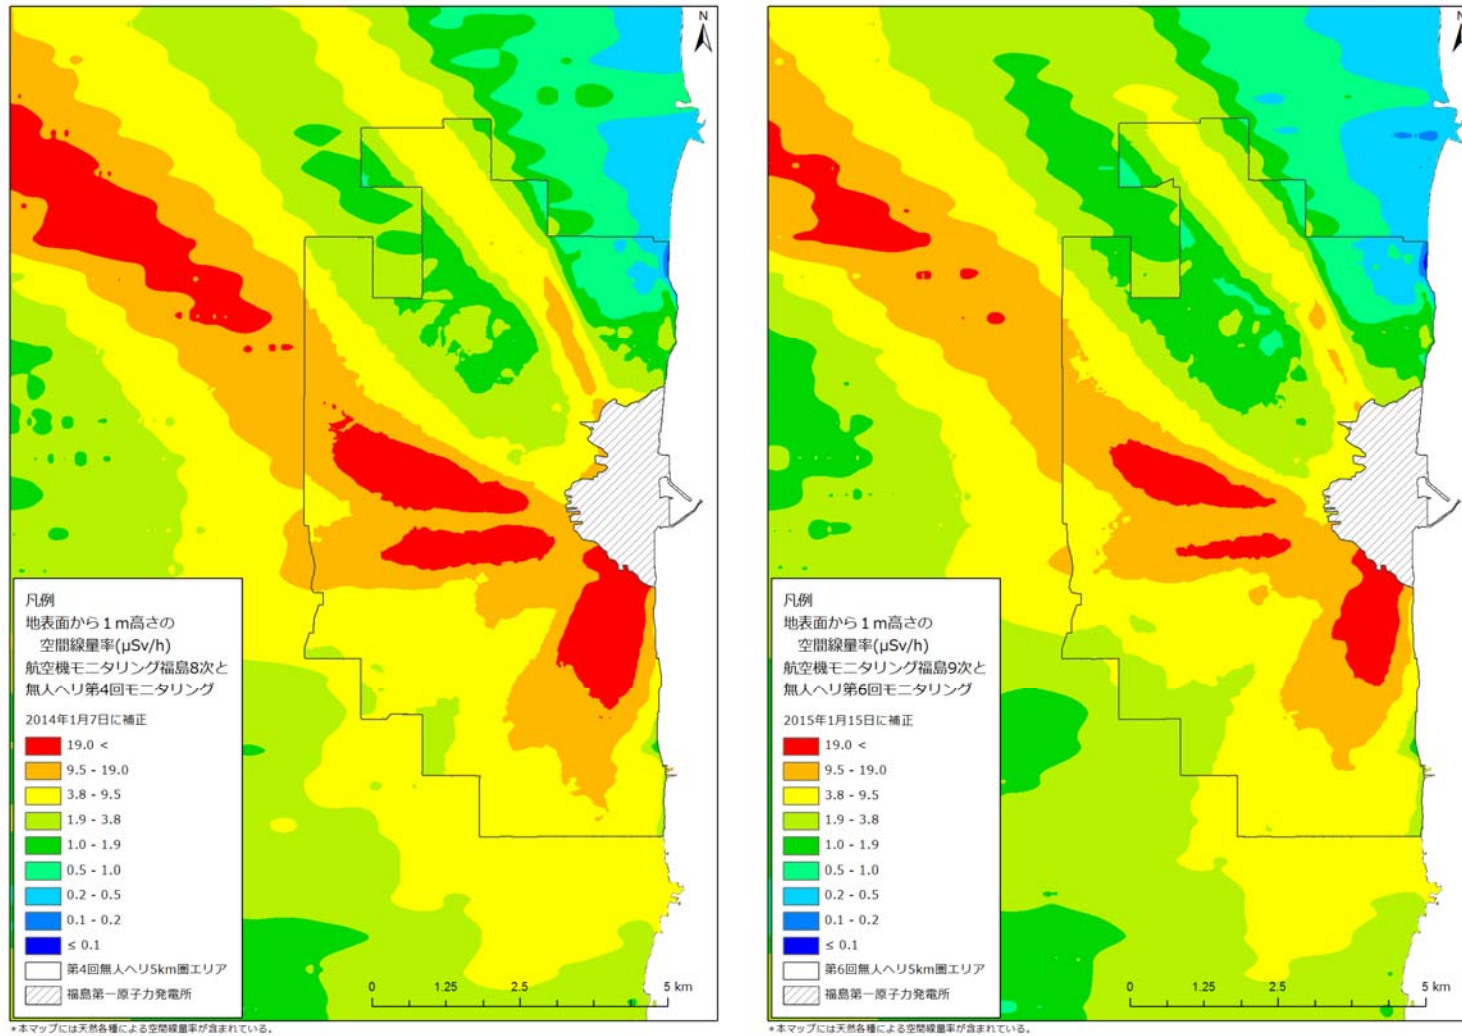 N
凡例
地表面から1m高さの
空間線量率(μSv/h)
航空機モニタリング福島8次と
無人ヘリ第4回モニタリング
2014年1月7日に補正
19.0 <
9.5 - 19.0
3.8 - 9.5
1.9 - 3.8
1.0 - 1.9
0.5 - 1.0
0.2 - 0.5
0.1 - 0.2
≤ 0.1
第4回無人ヘリ5km圏エリア
福島第一原子力発電所
0 1.25 2.5 5 km
*本マップには天然各種による空間線量率が含まれている。
N
凡例
地表面から1m高さの
空間線量率(μSv/h)
航空機モニタリング福島9次と
無人ヘリ第6回モニタリング
2015年1月15日に補正
19.0 <
9.5 - 19.0
3.8 - 9.5
1.9 - 3.8
1.0 - 1.9
0.5 - 1.0
0.2 - 0.5
0.1 - 0.2
≤ 0.1
第6回無人ヘリ5km圏エリア
福島第一原子力発電所
0 1.25 2.5 5 km
*本マップには天然各種による空間線量率が含まれている。